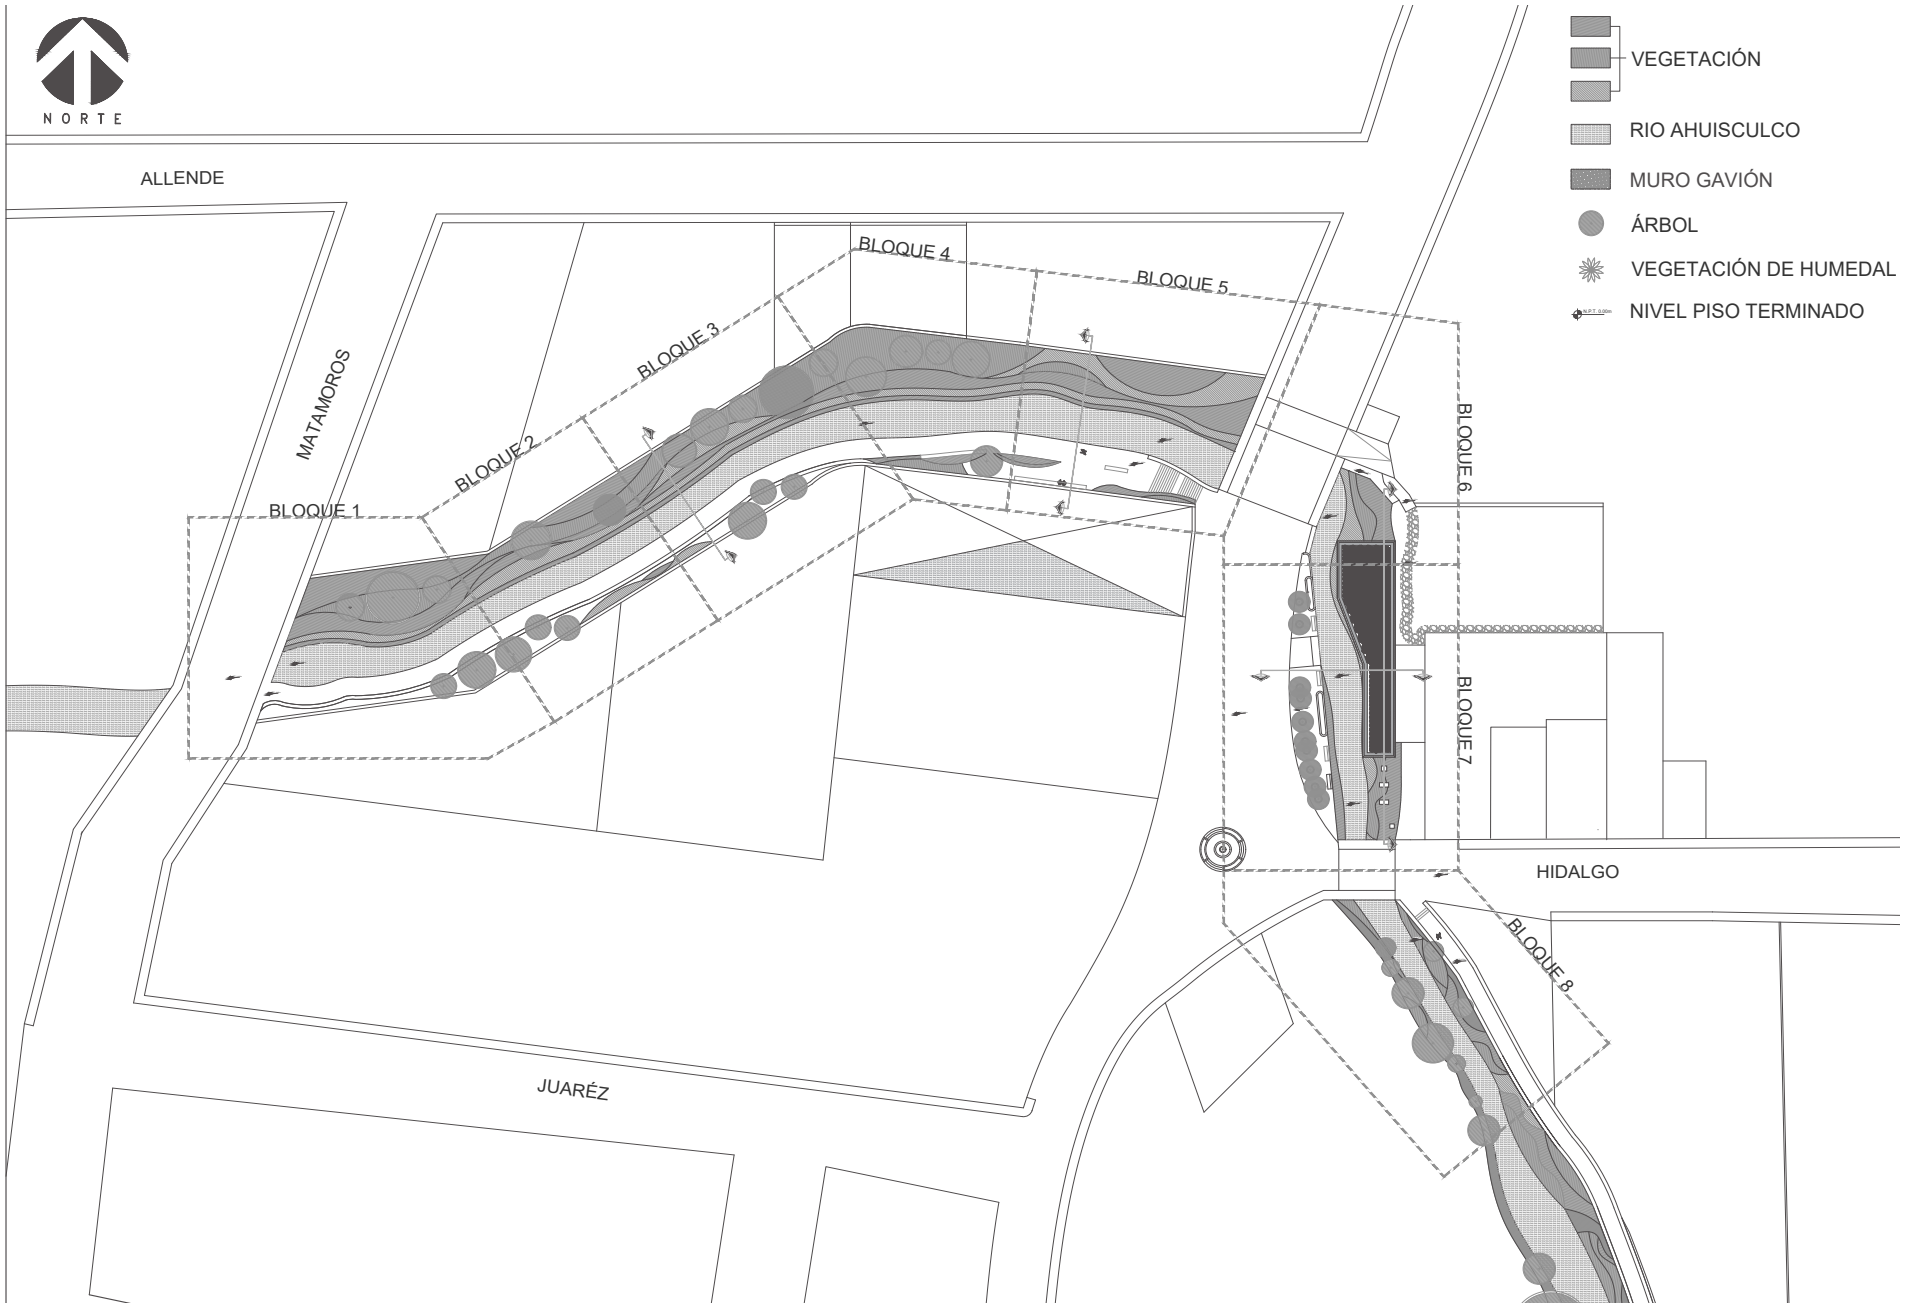 NORTE
VEGETACIÓN
RIO AHUISCULCO
MURO GAVIÓN
ÁRBOL
VEGETACIÓN DE HUMEDAL
NIVEL PISO TERMINADO
ALLENDE
MATAMOROS
BLOQUE 1
BLOQUE 2
BLOQUE 3
BLOQUE 4
BLOQUE 5
BLOQUE 6
BLOQUE 7
HIDALGO
BLOQUE 8
JUARÉZ